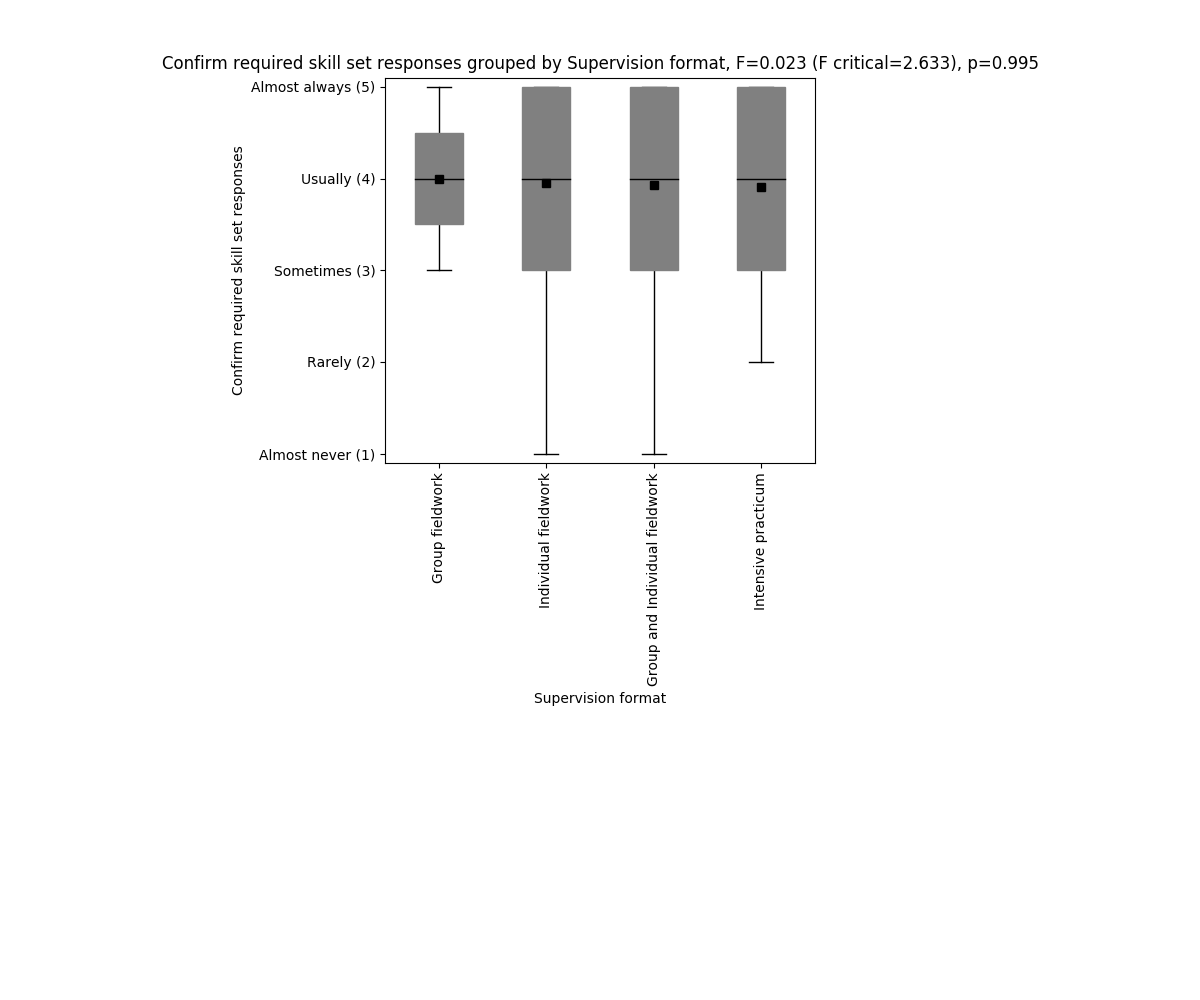 Confirm required skill set responses grouped by Supervision format, F=0.023 (F critical=2.633), p=0.995
Confirm required skill set responses
Almost always (5)
Usually (4)
Sometimes (3)
Rarely (2)
Almost never (1)
Group fieldwork
Individual fieldwork
Group and Individual fieldwork
Intensive practicum
Supervision format